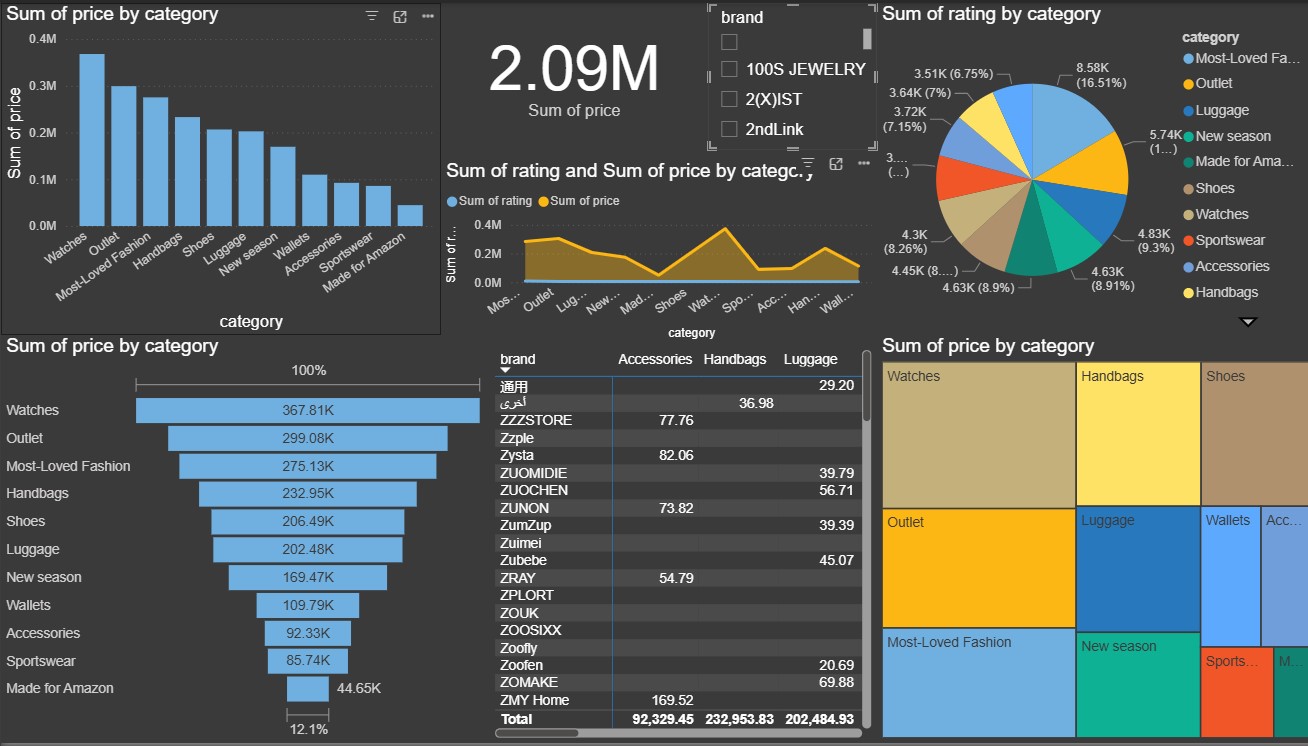 Sum of price by category
Sum of price
0.4M
0.3M
0.2M
0.1M
0.0M
Watches
Outlet
Most-Loved Fashion
Handbags
Shoes
Luggage
New season
Wallets
Accessories
Sportswear
Made for Amazon
category
2.09M
Sum of price
brand
100S JEWELRY
2(X)IST
2ndLink
Sum of rating and Sum of price by categor
Sum of rating Sum of price
Sum of r...
0.4M
0.2M
0.0M
Mos...
Outlet
Lug...
New...
Mad...
Shoes
Wat...
Spo...
Acc...
Han...
Wall...
category
Sum of rating by category
8.58K
(16.51%)
5.74K
(1...)
4.83K
(9.3%)
4.63K
(8.91%)
4.63K (8.9%)
4.45K (8....)
4.3K
(8.26%)
3....
(...)
3.72K
(7.15%)
3.64K (7%)
3.51K (6.75%)
category
Most-Loved Fa...
Outlet
Luggage
New season
Made for Ama...
Shoes
Watches
Sportswear
Accessories
Handbags
Sum of price by category
100%
Watches 367.81K
Outlet 299.08K
Most-Loved Fashion 275.13K
Handbags 232.95K
Shoes 206.49K
Luggage 202.48K
New season 169.47K
Wallets 109.79K
Accessories 92.33K
Sportswear 85.74K
Made for Amazon 44.65K
12.1%
brand Accessories Handbags Luggage
通用 29.20
أخرى 36.98
ZZZSTORE 77.76
Zzple
Zysta 82.06
ZUOMIDIE 39.79
ZUOCHEN 56.71
ZUNON 73.82
ZumZup 39.39
Zuimei
Zubebe 45.07
ZRAY 54.79
ZPLORT
ZOUK
ZOOSIXX
Zoofly
Zoofen 20.69
ZOMAKE 69.88
ZMY Home 169.52
Total 92,329.45 232,953.83 202,484.93
Sum of price by category
Watches
Handbags
Shoes
Outlet
Luggage
Wallets
Acc...
Most-Loved Fashion
New season
Sports...
M...